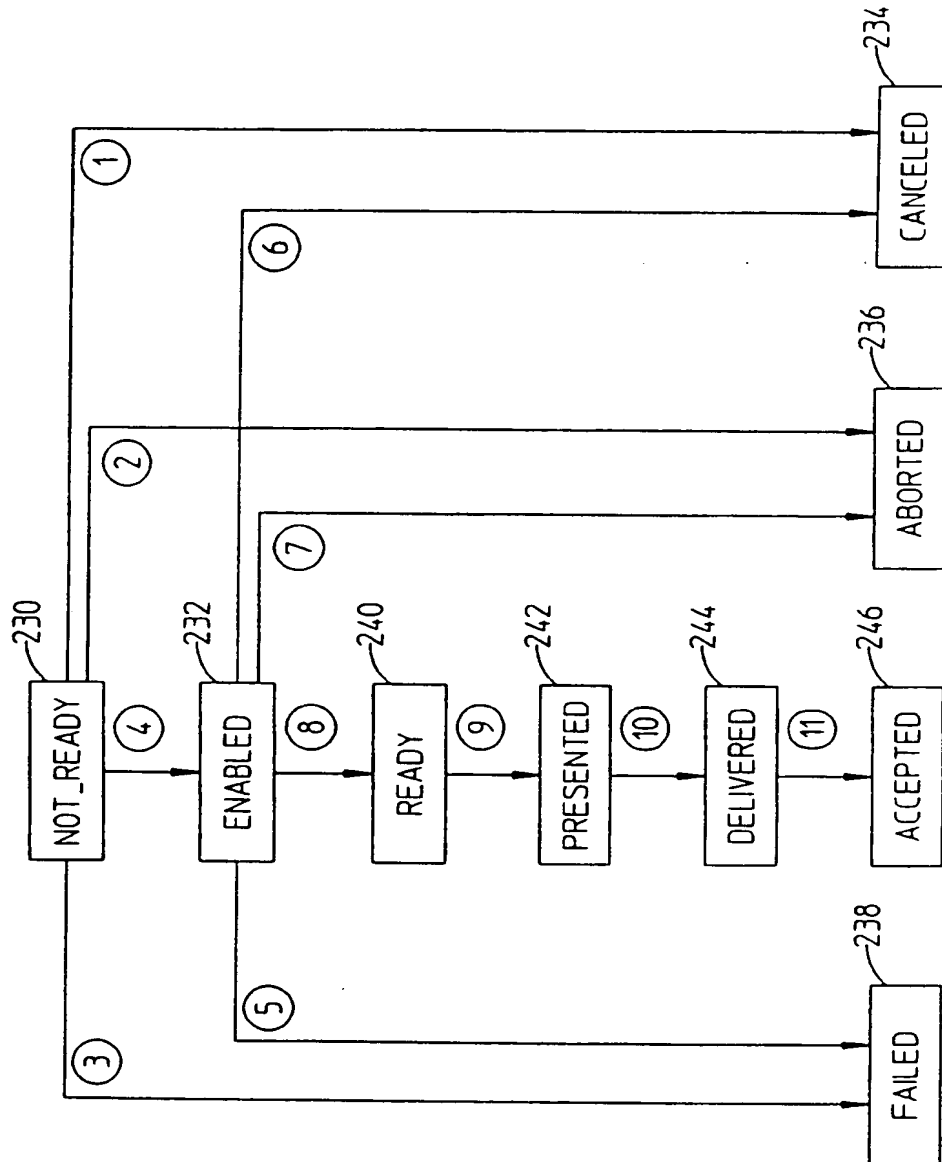 1
3
2
230
NOT_READY
4
6
5
7
232
ENABLED
8
240
READY
9
242
PRESENTED
10
244
DELIVERED
11
238
FAILED
246
ACCEPTED
236
ABORTED
234
CANCELED